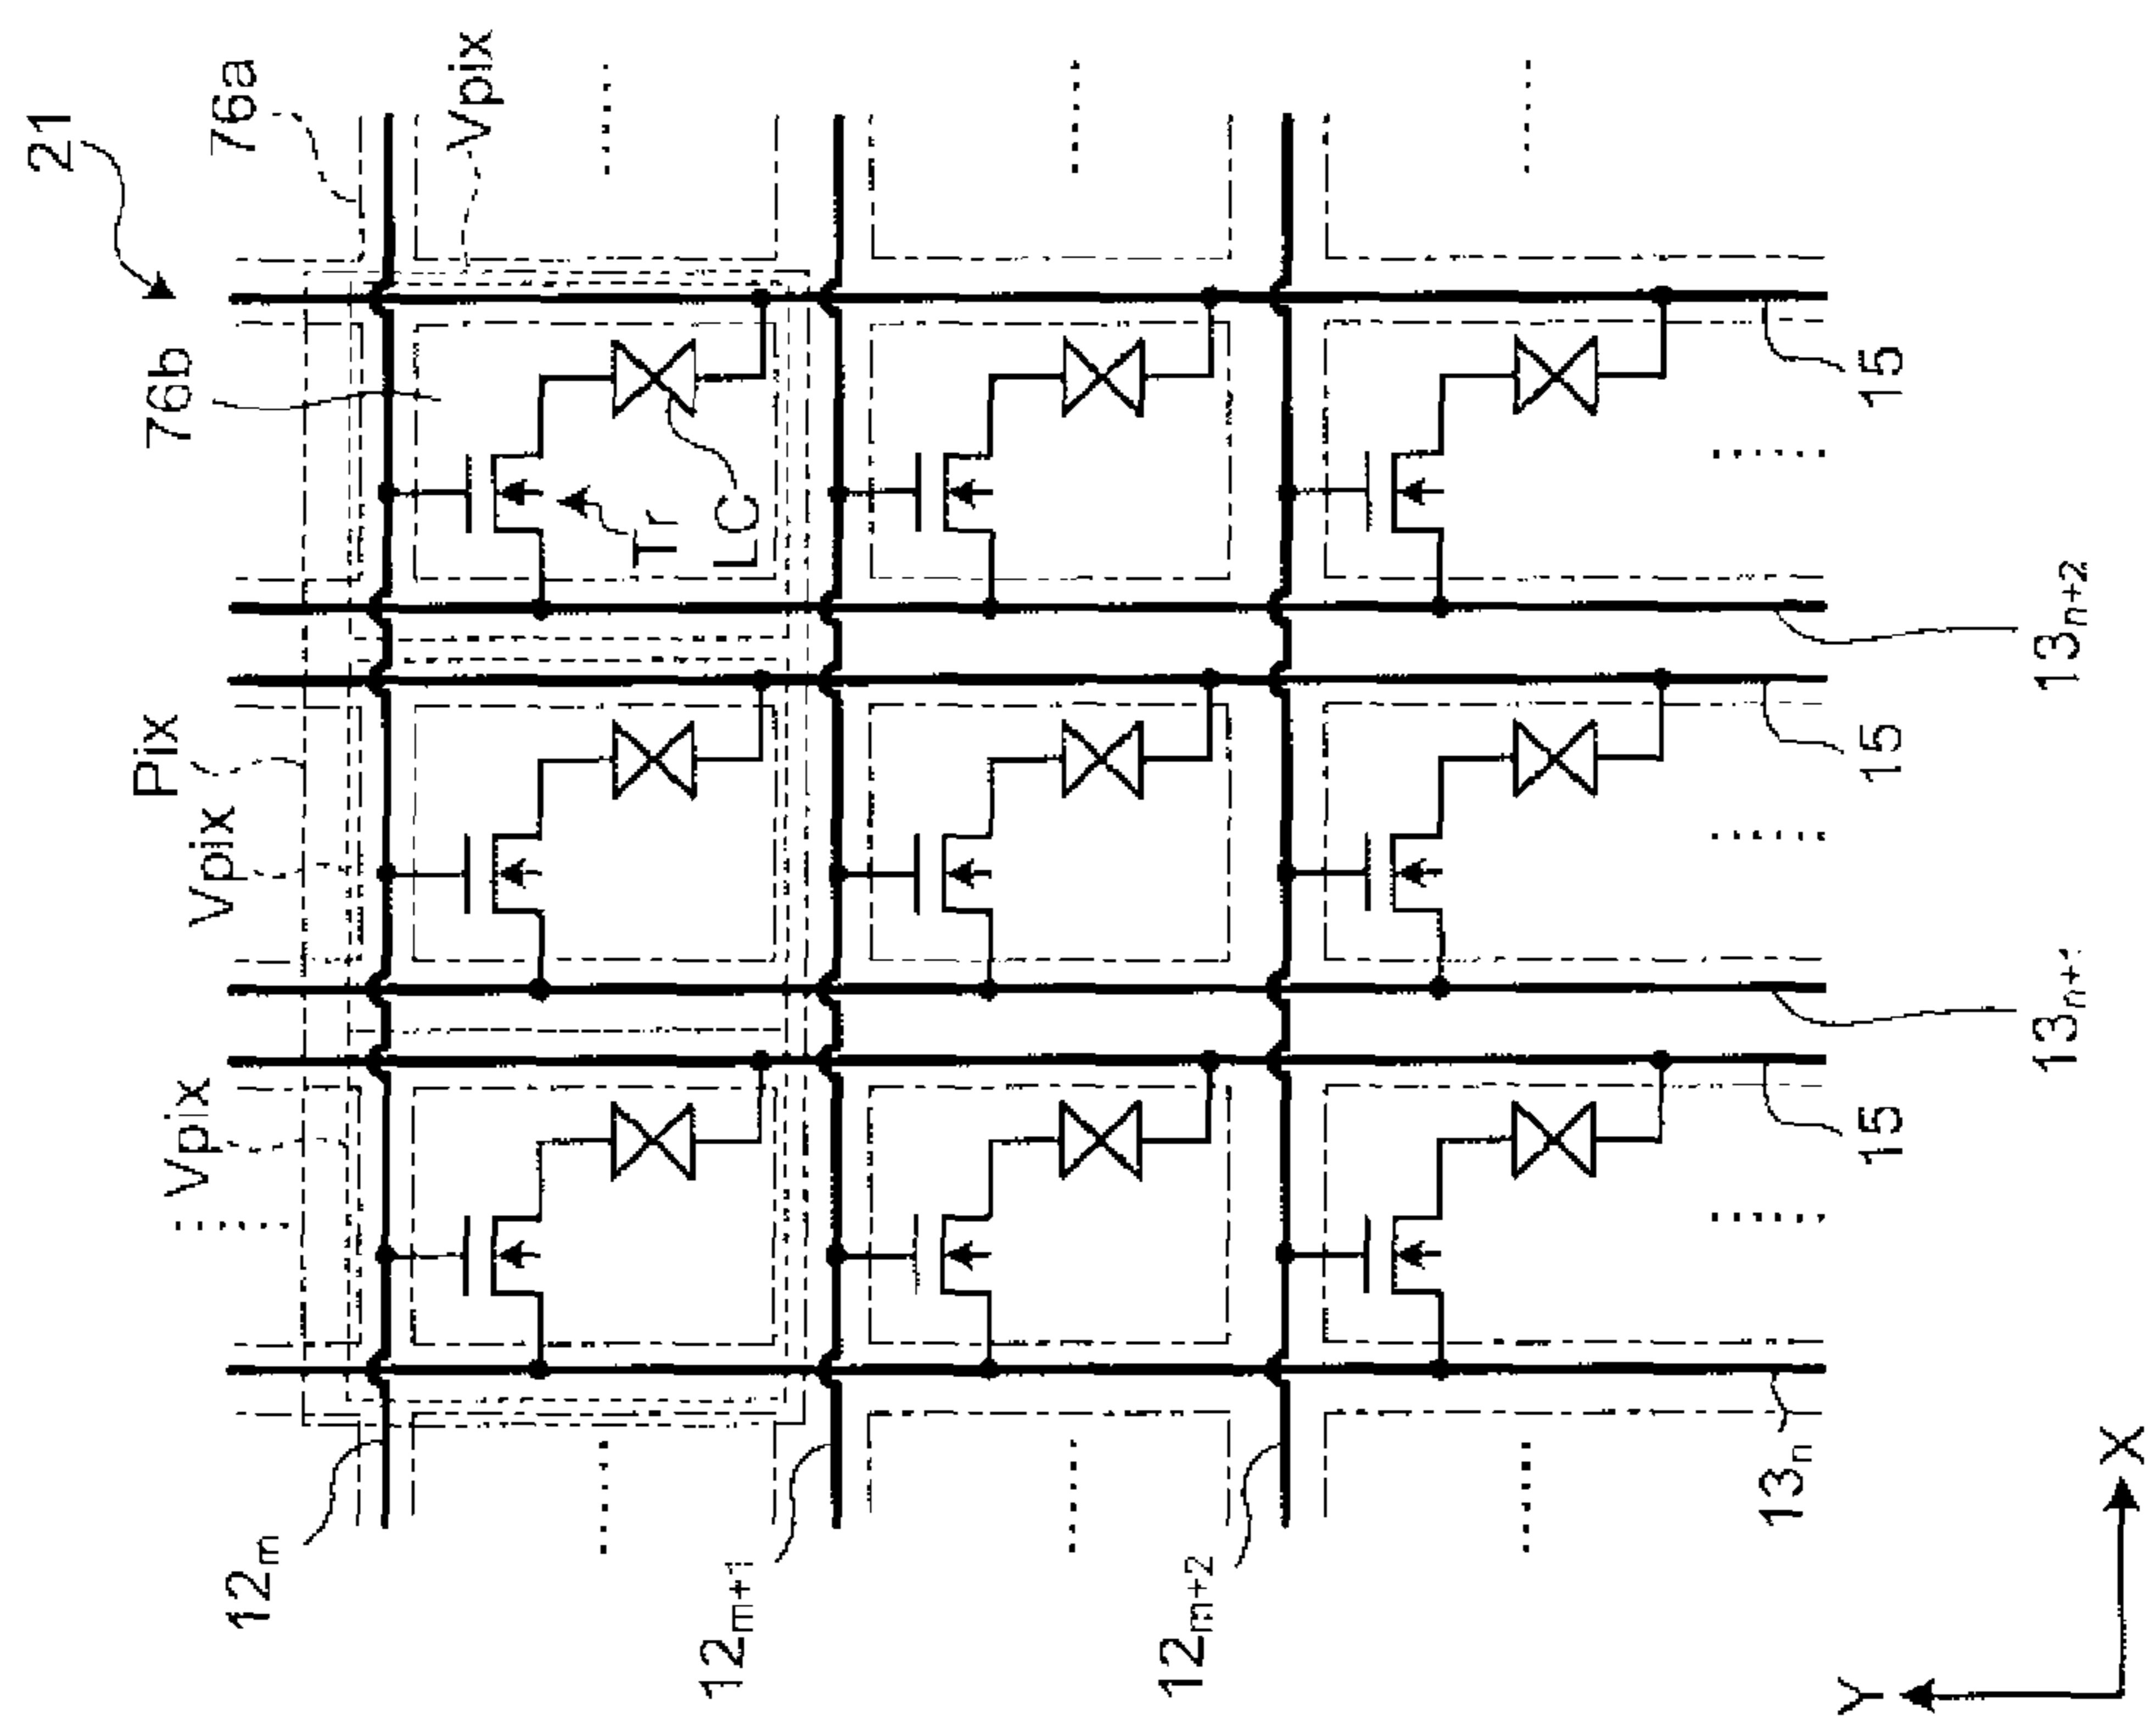 21
76a
Vpix
76b
Pix
Vpix
Vpix
Tr
LC
12m
12m+1
12m+2
13n
13n+1
13n+2
15
15
15
Y
X